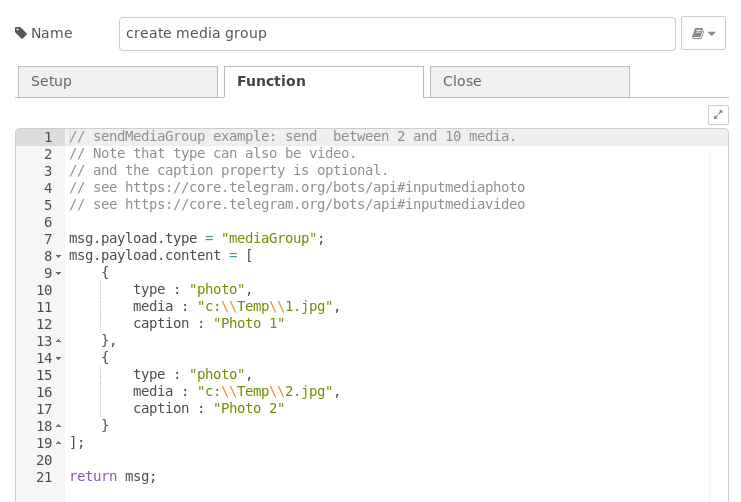 Name
create media group
Setup
Function
Close
1 // sendMediaGroup example: send  between 2 and 10 media.
2 // Note that type can also be video.
3 // and the caption property is optional.
4 // see https://core.telegram.org/bots/api#inputmediaphoto
5 // see https://core.telegram.org/bots/api#inputmediavideo
6
7 msg.payload.type = "mediaGroup";
8 msg.payload.content = [
9     {
10         type : "photo",
11         media : "c:\\Temp\\1.jpg",
12         caption : "Photo 1"
13     },
14     {
15         type : "photo",
16         media : "c:\\Temp\\2.jpg",
17         caption : "Photo 2"
18     }
19 ];
20
21 return msg;